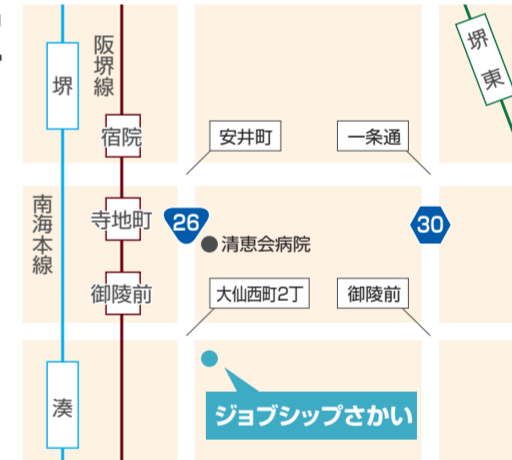 阪堺線
堺
堺東
宿院
安井町
一条通
南海本線
寺地町
26
30
清恵会病院
御陵前
大仙西町2丁
御陵前
湊
ジョブシップさかい